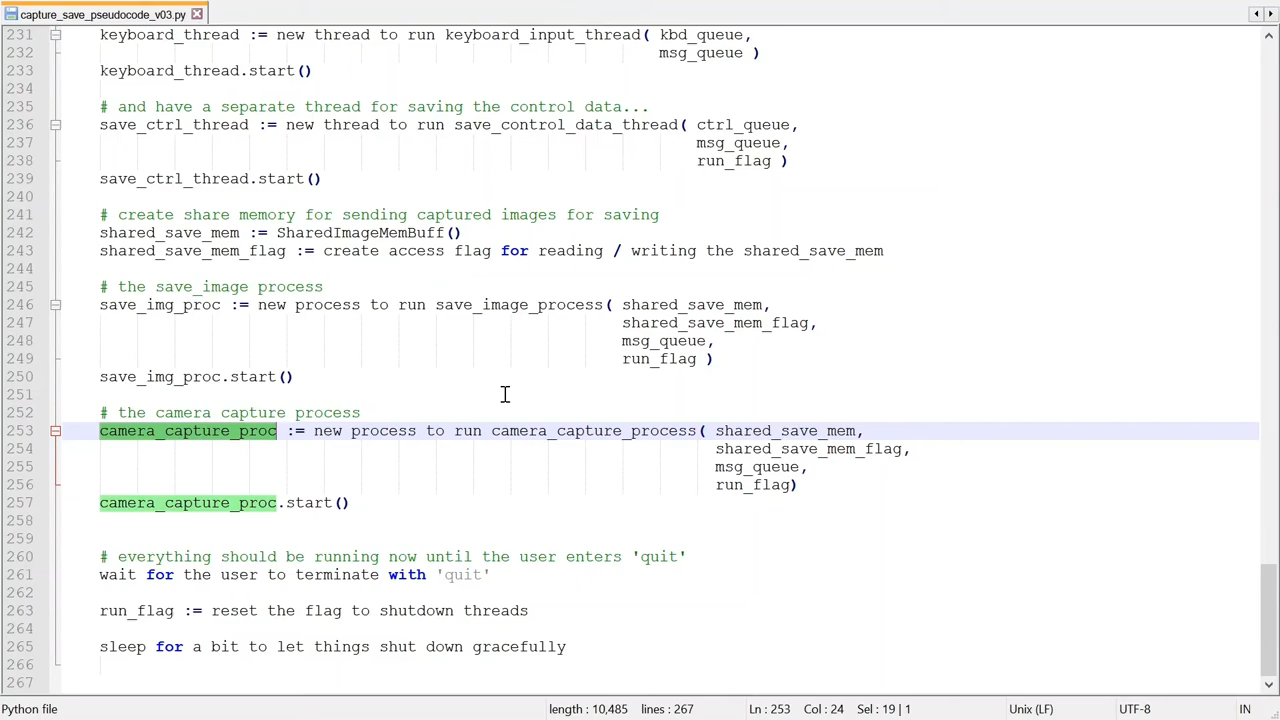 capture_save_pseudocode_v03.py
231 keyboard_thread := new thread to run keyboard_input_thread( kbd_queue,
232 msg_queue )
233 keyboard_thread.start()
234
235 # and have a separate thread for saving the control data...
236 save_ctrl_thread := new thread to run save_control_data_thread( ctrl_queue,
237 msg_queue,
238 run_flag )
239 save_ctrl_thread.start()
240
241 # create share memory for sending captured images for saving
242 shared_save_mem := SharedImageMemBuff()
243 shared_save_mem_flag := create access flag for reading / writing the shared_save_mem
244
245 # the save_image process
246 save_img_proc := new process to run save_image_process( shared_save_mem,
247 shared_save_mem_flag,
248 msg_queue,
249 run_flag )
250 save_img_proc.start()
251
252 # the camera capture process
253 camera_capture_proc := new process to run camera_capture_process( shared_save_mem,
254 shared_save_mem_flag,
255 msg_queue,
256 run_flag)
257 camera_capture_proc.start()
258
259
260 # everything should be running now until the user enters 'quit'
261 wait for the user to terminate with 'quit'
262
263 run_flag := reset the flag to shutdown threads
264
265 sleep for a bit to let things shut down gracefully
266
267
Python file length : 10,485 lines : 267 Ln : 253 Col : 24 Sel : 19 | 1 Unix (LF) UTF-8 IN